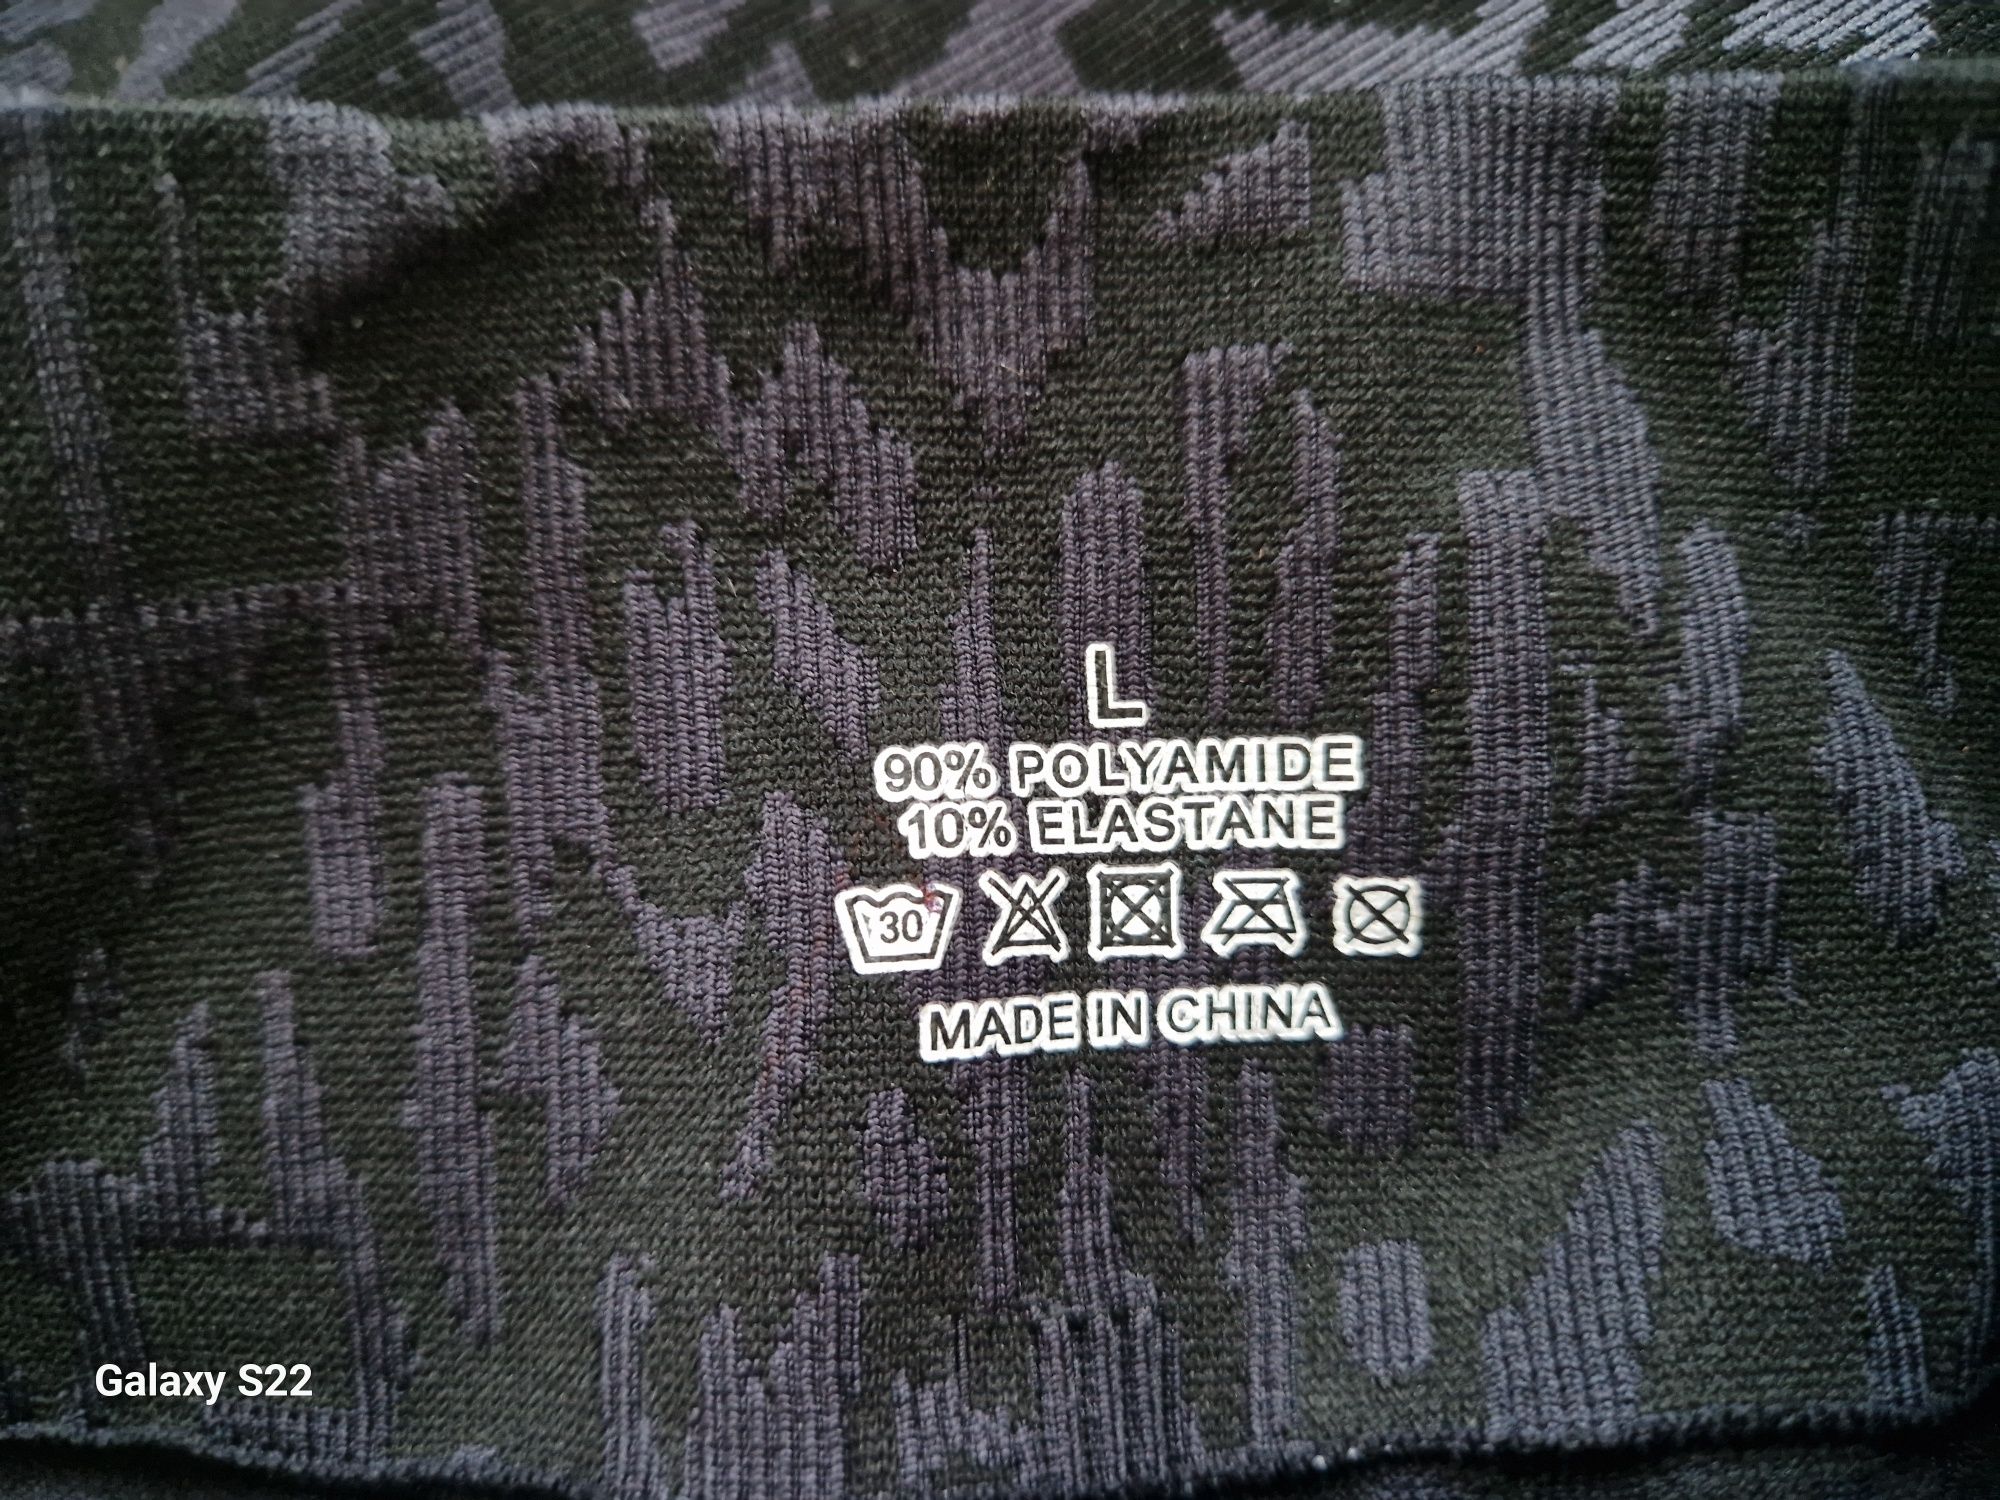 L
90% POLYAMIDE
10% ELASTANE
30
MADE IN CHINA
Galaxy S22